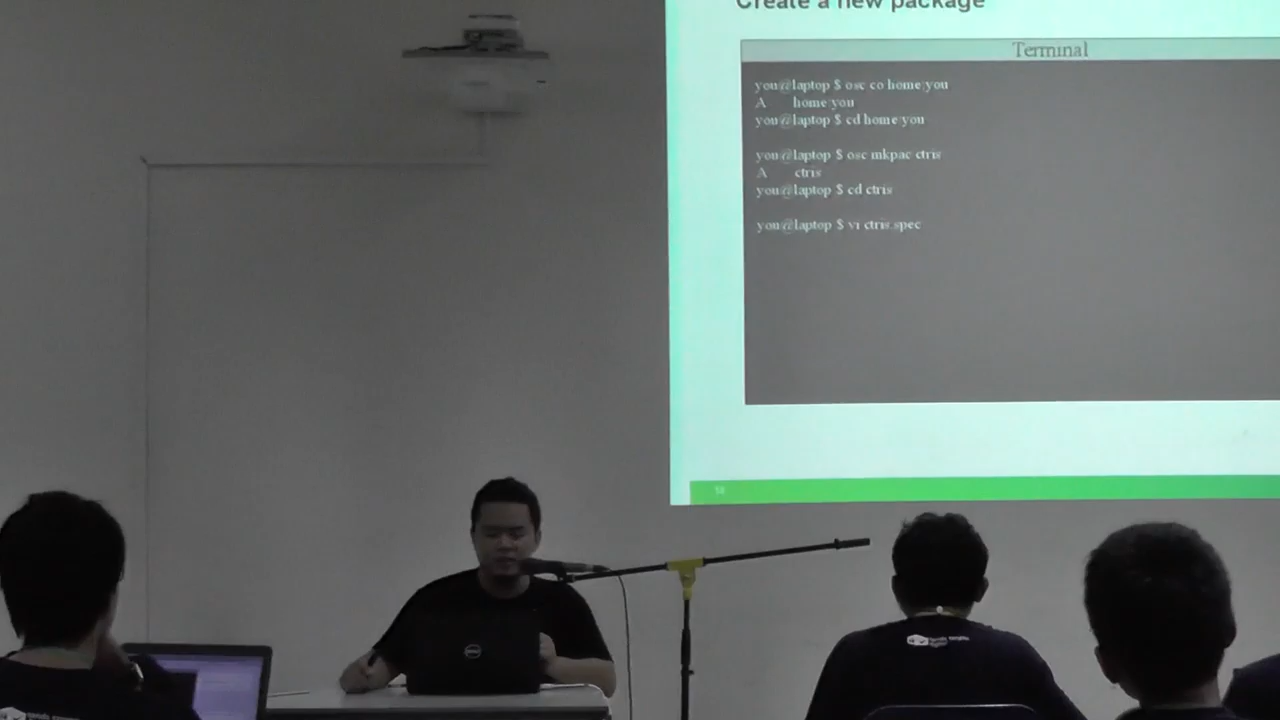 Create a new package
Terminal
you@laptop $ osc co home:you
A home:you
you@laptop $ cd home:you
you@laptop $ osc mkpac ctris
A ctris
you@laptop $ cd ctris
you@laptop $ vi ctris.spec
DELL